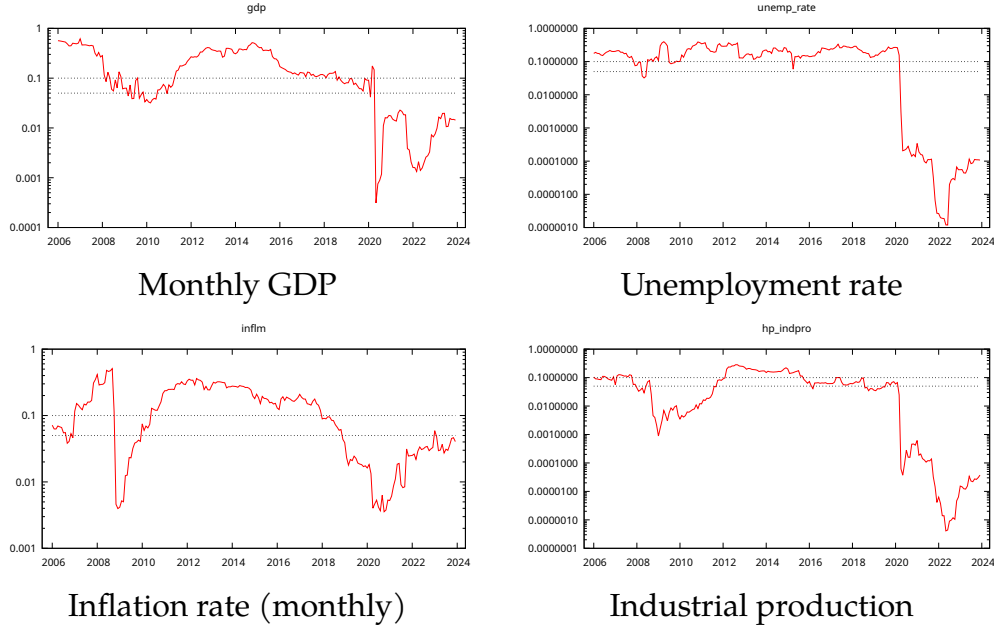 gdp
1
0.1
0.01
0.001
0.0001
2006 2008 2010 2012 2014 2016 2018 2020 2022 2024
Monthly GDP
unemp_rate
1.0000000
0.1000000
0.0100000
0.0010000
0.0001000
0.0000100
0.0000010
2006 2008 2010 2012 2014 2016 2018 2020 2022 2024
Unemployment rate
inflm
1
0.1
0.01
0.001
2006 2008 2010 2012 2014 2016 2018 2020 2022 2024
Inflation rate (monthly)
hp_indpro
1.0000000
0.1000000
0.0100000
0.0010000
0.0001000
0.0000100
0.0000010
0.0000001
2006 2008 2010 2012 2014 2016 2018 2020 2022 2024
Industrial production